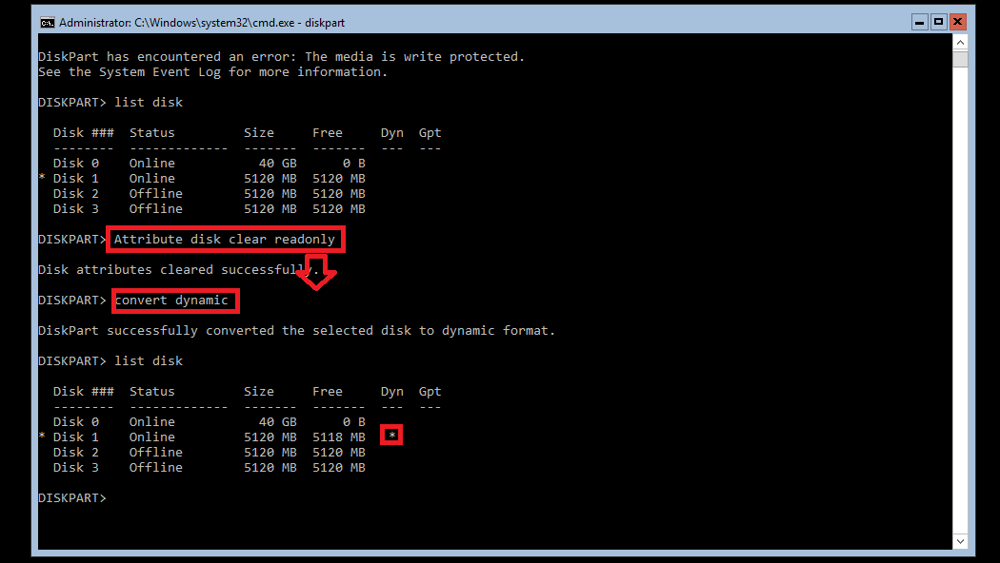 Administrator: C:\Windows\system32\cmd.exe - diskpart
DiskPart has encountered an error: The media is write protected.
See the System Event Log for more information.
DISKPART> list disk
  Disk ###  Status         Size     Free     Dyn  Gpt
  --------  -------------  -------  -------  ---  ---
  Disk 0    Online           40 GB      0 B
* Disk 1    Online         5120 MB  5120 MB
  Disk 2    Offline        5120 MB  5120 MB
  Disk 3    Offline        5120 MB  5120 MB
DISKPART> Attribute disk clear readonly
Disk attributes cleared successfully.
DISKPART> convert dynamic
DiskPart successfully converted the selected disk to dynamic format.
DISKPART> list disk
  Disk ###  Status         Size     Free     Dyn  Gpt
  --------  -------------  -------  -------  ---  ---
  Disk 0    Online           40 GB      0 B
* Disk 1    Online         5120 MB  5118 MB   *
  Disk 2    Offline        5120 MB  5120 MB
  Disk 3    Offline        5120 MB  5120 MB
DISKPART>